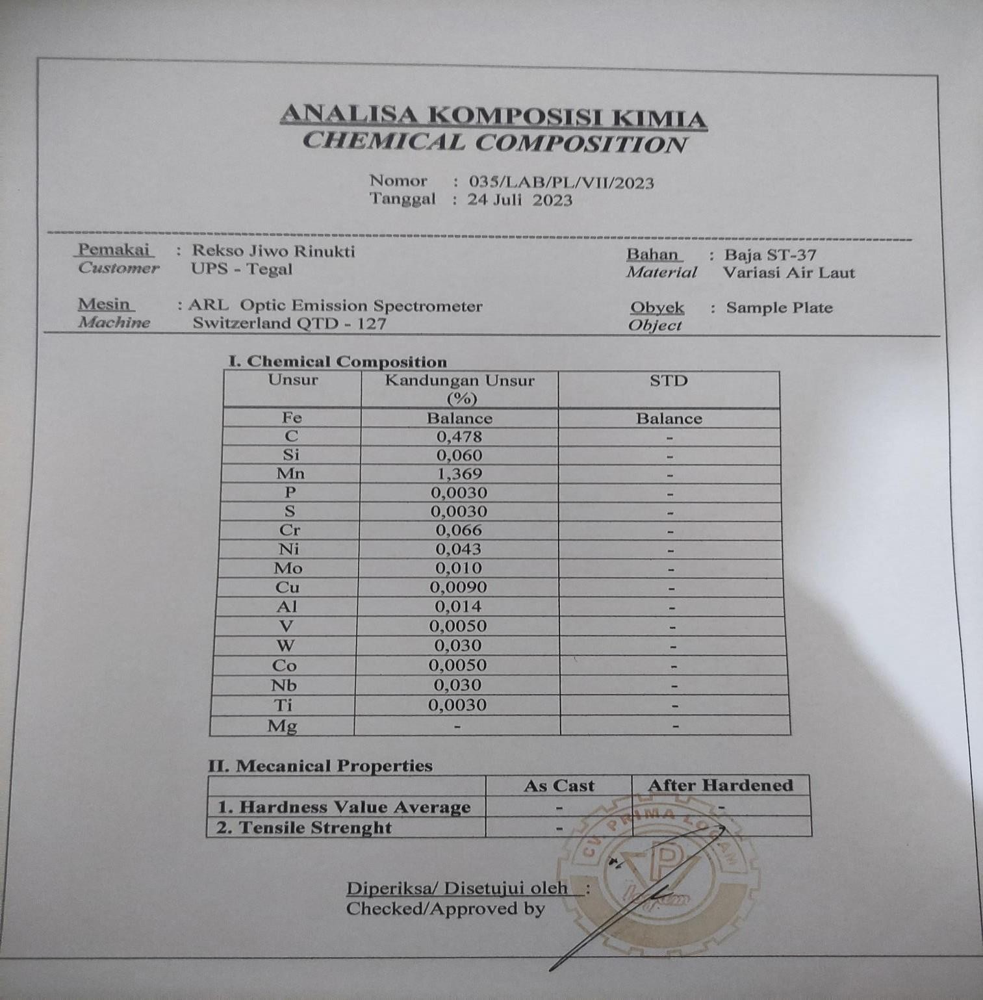 ANALISA KOMPOSISI KIMIA
CHEMICAL COMPOSITION
Nomor : 035/LAB/PL/VII/2023
Tanggal : 24 Juli 2023
Pemakai : Rekso Jiwo Rinukti Bahan : Baja ST-37
Customer UPS - Tegal Material Variasi Air Laut
Mesin : ARL Optic Emission Spectrometer Obyek : Sample Plate
Machine Switzerland QTD - 127 Object
I. Chemical Composition
Unsur Kandungan Unsur STD
(%)
Fe Balance Balance
C 0,478 -
Si 0,060 -
Mn 1,369 -
P 0,0030 -
S 0,0030 -
Cr 0,066 -
Ni 0,043 -
Mo 0,010 -
Cu 0,0090 -
Al 0,014 -
V 0,0050 -
W 0,030 -
Co 0,0050 -
Nb 0,030 -
Ti 0,0030 -
Mg - -
II. Mecanical Properties
As Cast After Hardened
1. Hardness Value Average - -
2. Tensile Strenght -
CV. PRIMA LOGAM
P
Diperiksa/ Disetujui oleh :
Checked/Approved by